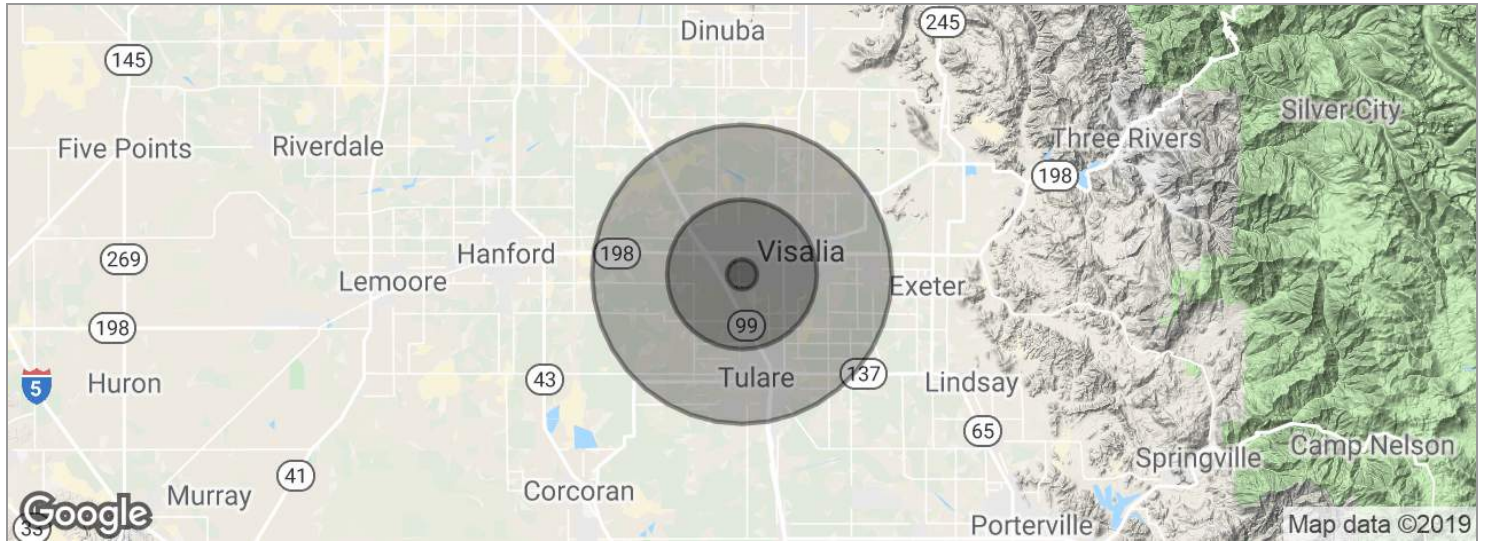 Dinuba
245
145
Silver City
Five Points
Riverdale
Three Rivers
198
Hanford
198
Visalia
269
Lemoore
Exeter
198
99
5
Huron
43
Tulare
137
Lindsay
65
41
Camp Nelson
Springville
Murray
Corcoran
Google
33
Porterville
Map data ©2019